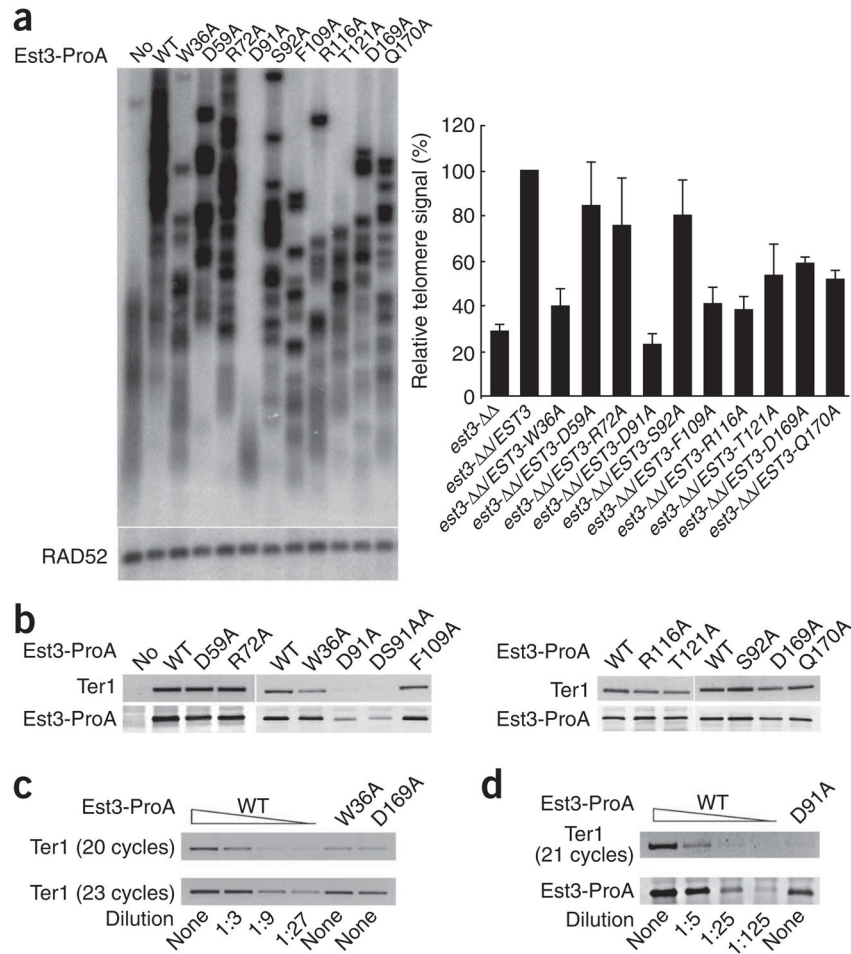 a
Est3-ProA No WT W36A D59A R72A D91A S92A F109A R116A T121A D169A Q170A
RAD52
Relative telomere signal (%)
120
100
80
60
40
20
0
est3-ΔΔ
est3-ΔΔ/EST3
est3-ΔΔ/EST3-W36A
est3-ΔΔ/EST3-D59A
est3-ΔΔ/EST3-R72A
est3-ΔΔ/EST3-D91A
est3-ΔΔ/EST3-S92A
est3-ΔΔ/EST3-F109A
est3-ΔΔ/EST3-R116A
est3-ΔΔ/EST3-T121A
est3-ΔΔ/EST3-D169A
est3-ΔΔ/EST3-Q170A
b
Est3-ProA No WT D59A R72A WT W36A D91A DS91AA F109A
Ter1
Est3-ProA
Est3-ProA WT R116A T121A WT S92A D169A Q170A
Ter1
Est3-ProA
c
Est3-ProA WT W36A D169A
Ter1 (20 cycles)
Ter1 (23 cycles)
Dilution None 1:3 1:9 1:27 None None
d
Est3-ProA WT D91A
Ter1
(21 cycles)
Est3-ProA
Dilution None 1:5 1:25 1:125 None